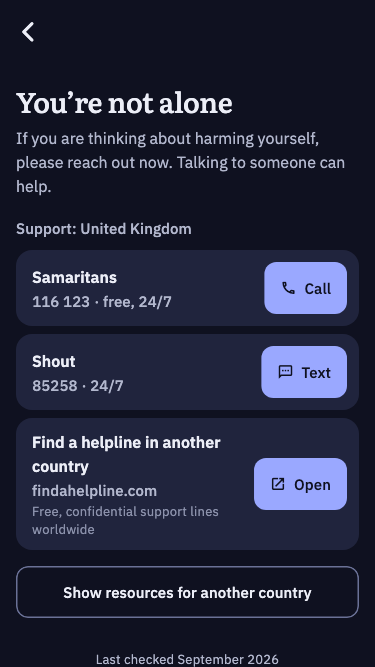 You’re not alone
If you are thinking about harming yourself,
please reach out now. Talking to someone can
help.
Support: United Kingdom
Samaritans
116 123 · free, 24/7
Call
Shout
85258 · 24/7
Text
Find a helpline in another
country
findahelpline.com
Free, confidential support lines
worldwide
Open
Show resources for another country
Last checked September 2026